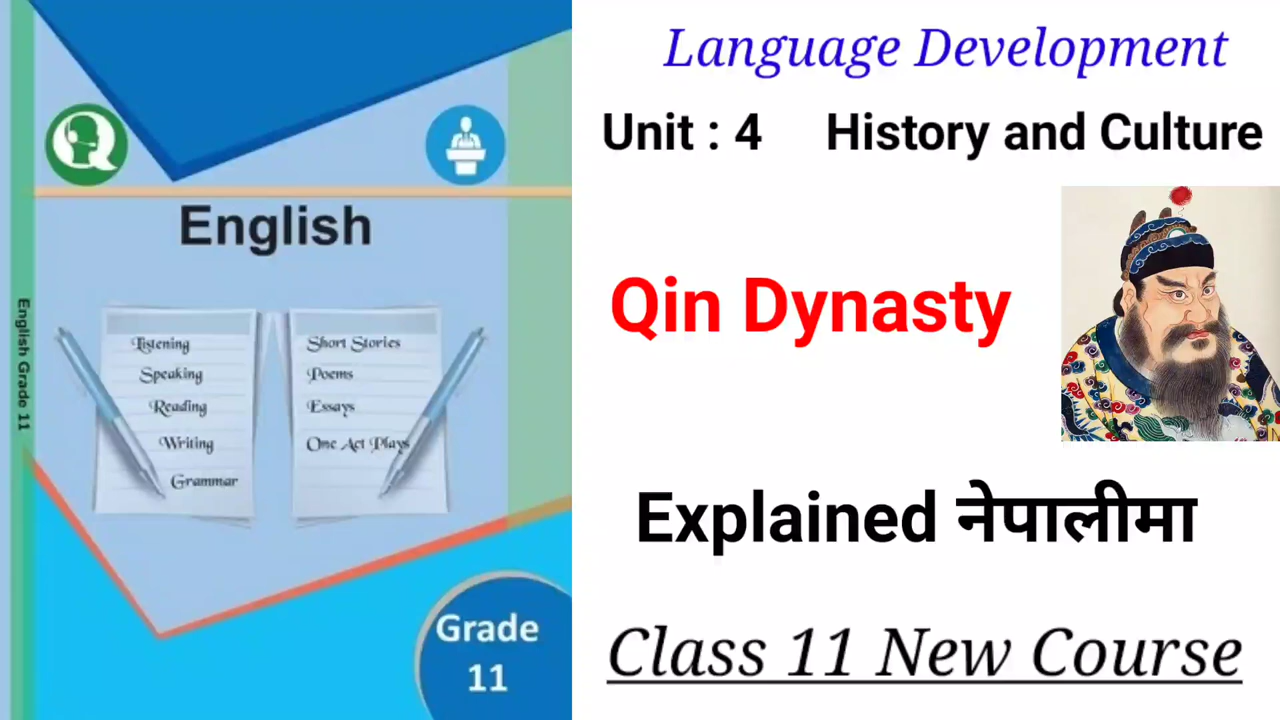 English Grade 11
English
Listening
Speaking
Reading
Writing
Grammar
Short Stories
Poems
Essays
One Act Plays
Grade
11
Language Development
Unit : 4 History and Culture
Qin Dynasty
Explained नेपालीमा
Class 11 New Course